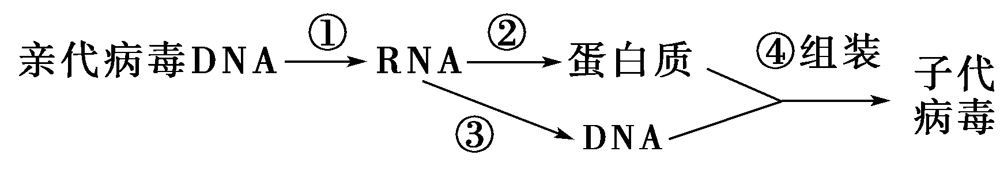 亲代病毒DNA ① RNA ② 蛋白质 ④组装 子代
病毒
③ DNA